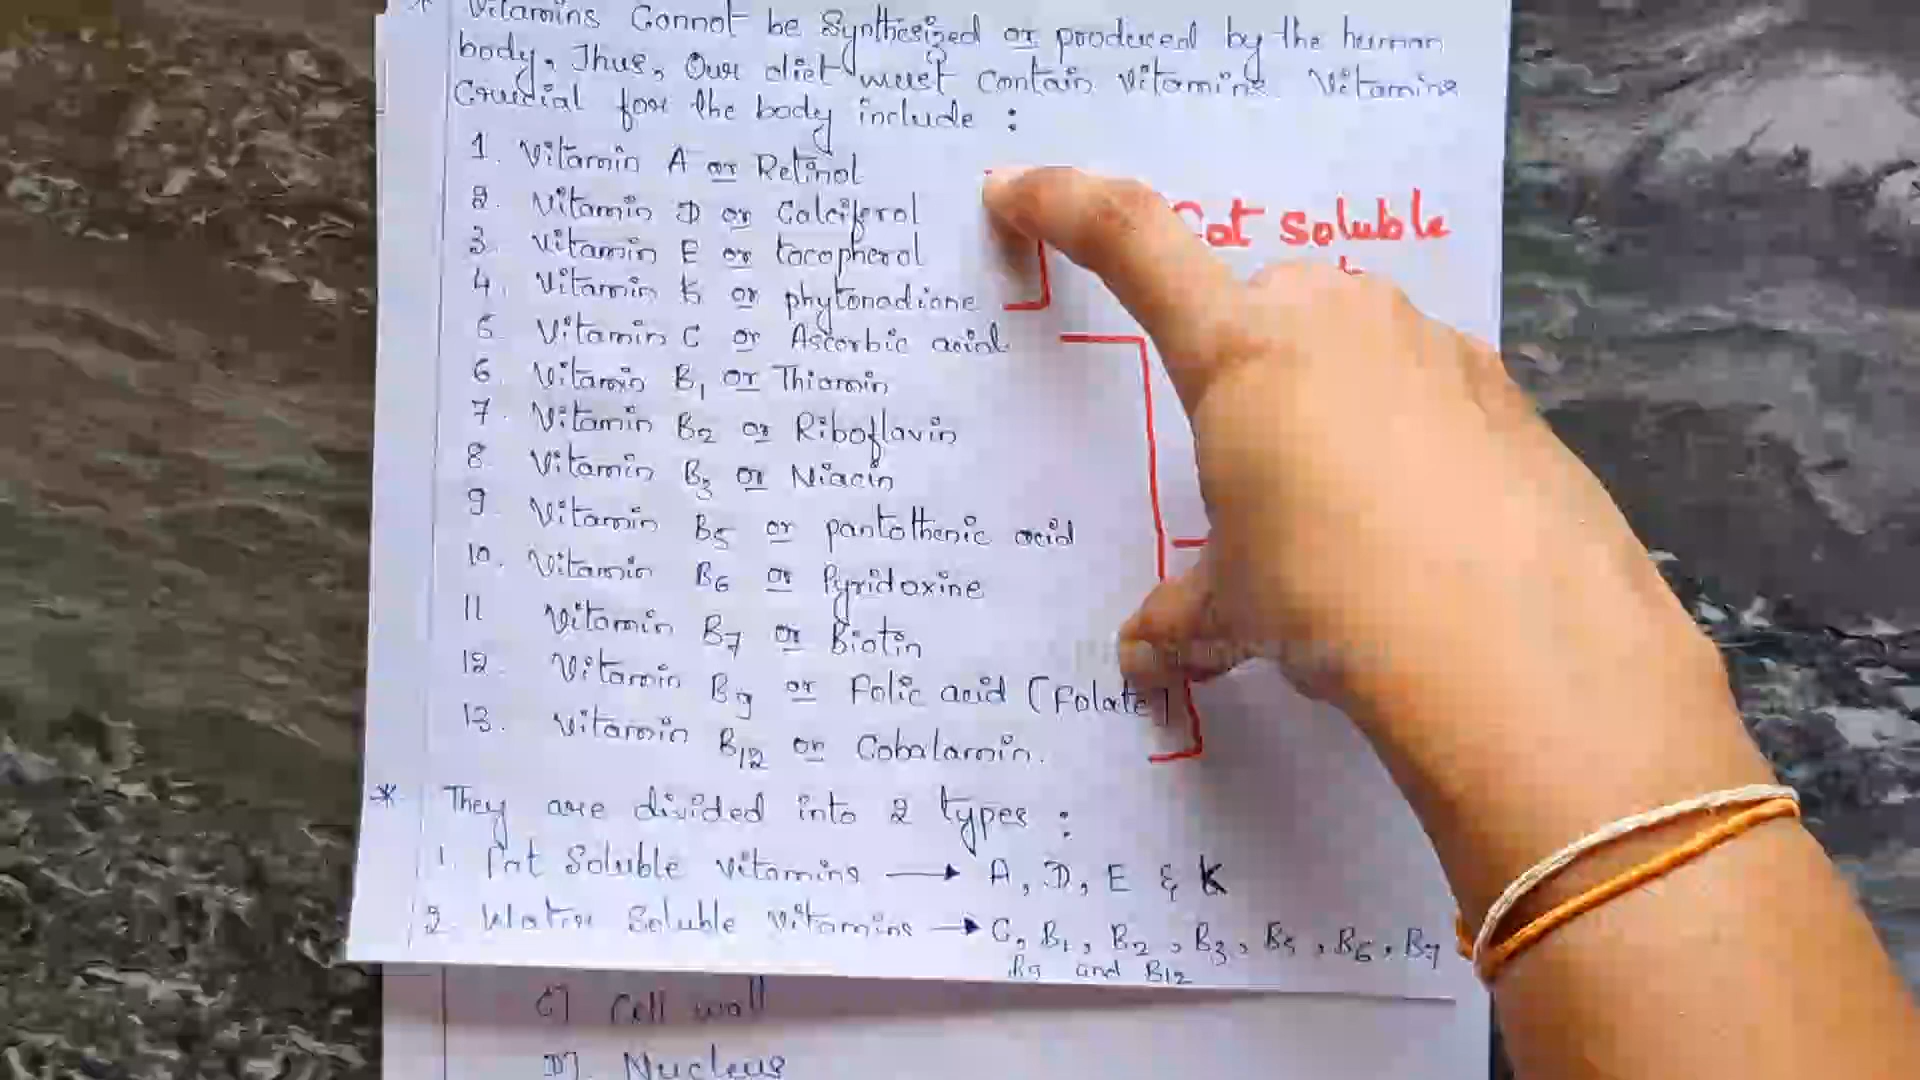 * Vitamins Cannot be Synthesized or produced by the human
body. Thus, Our diet must contain vitamins. Vitamins
Crucial for the body include :
1. Vitamin A or Retinol
2. Vitamin D or Calciferol
3. Vitamin E or tocopherol
4. Vitamin K or phytonadione
5 Vitamin C or Ascorbic acid
6 Vitamin B1 or Thiamin
7. Vitamin B2 or Riboflavin
8. Vitamin B3 or Niacin
9. Vitamin B5 or pantothenic acid
10. Vitamin B6 or Pyridoxine
11 Vitamin B7 or Biotin
12. Vitamin B9 or Folic acid [Folate]
13. Vitamin B12 or Cobalamin.
Fat Soluble
* They are divided into 2 types :
1. Fat Soluble vitamins → A, D, E & K
2. Water Soluble vitamins → C, B1, B2, B3, B5, B6, B7
B9 and B12
C] Cell wall
D]. Nucleus